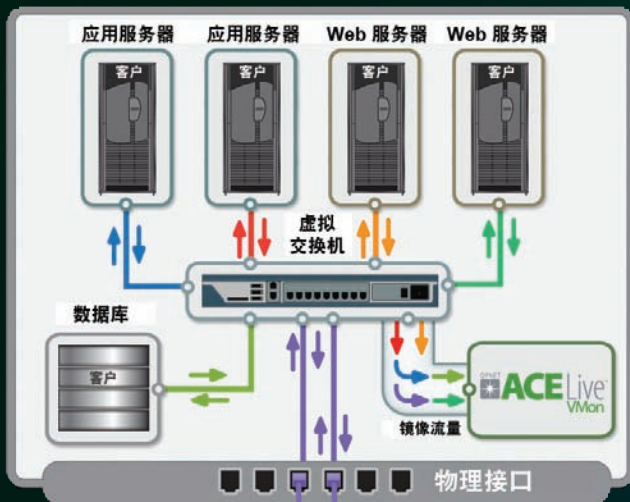 应用服务器
应用服务器
Web 服务器
Web 服务器
客户
客户
客户
客户
虚拟
交换机
数据库
客户
OPNET
ACE Live™
VMon
镜像流量
物理接口